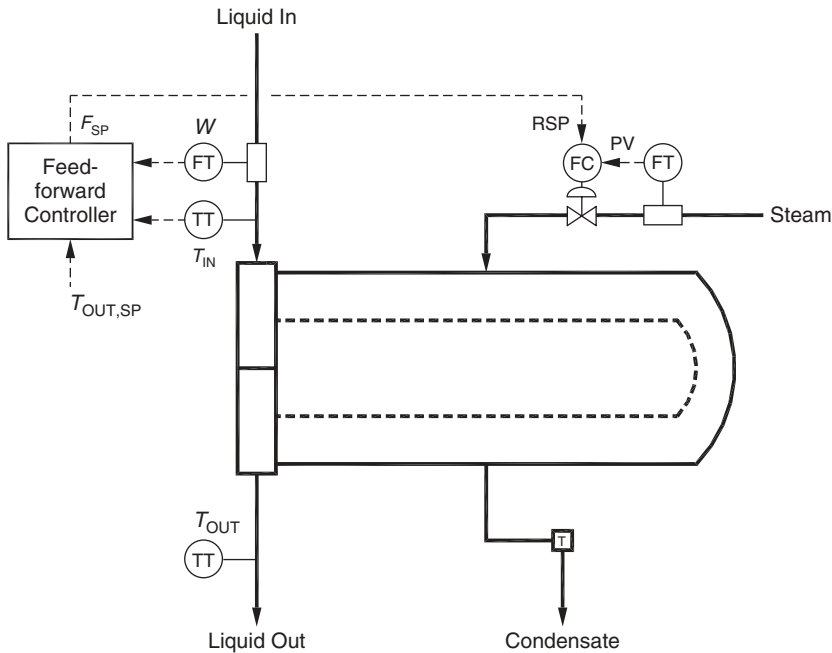 Liquid In
F_SP
W
RSP
PV
FT
FC
FT
Feed-
forward
Controller
TT
Steam
T_IN
T_OUT,SP
T_OUT
TT
T
Liquid Out
Condensate